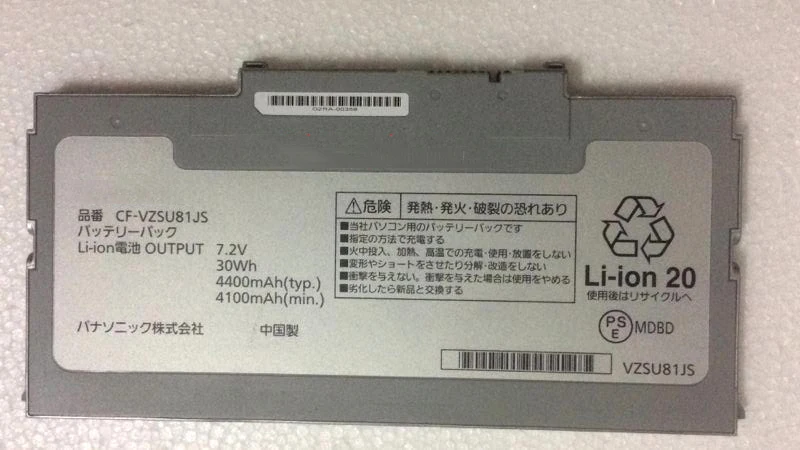 OZRA-00359
品番 CF-VZSU81JS
バッテリーパック
Li-ion電池 OUTPUT 7.2V
30Wh
4400mAh(typ.)
4100mAh(min.)
パナソニック株式会社 中国製
⚠危険 発熱・発火・破裂の恐れあり
■当社パソコン用のバッテリーパックです
■指定の方法で充電する
■火中投入、加熱、高温での充電・使用・放置をしない
■変形やショートをさせたり分解・改造をしない
■衝撃を与えない。衝撃を与えた場合は使用をやめる
■劣化したら新品と交換する
Li-ion 20
使用後はリサイクルへ
PS
E MDBD
VZSU81JS